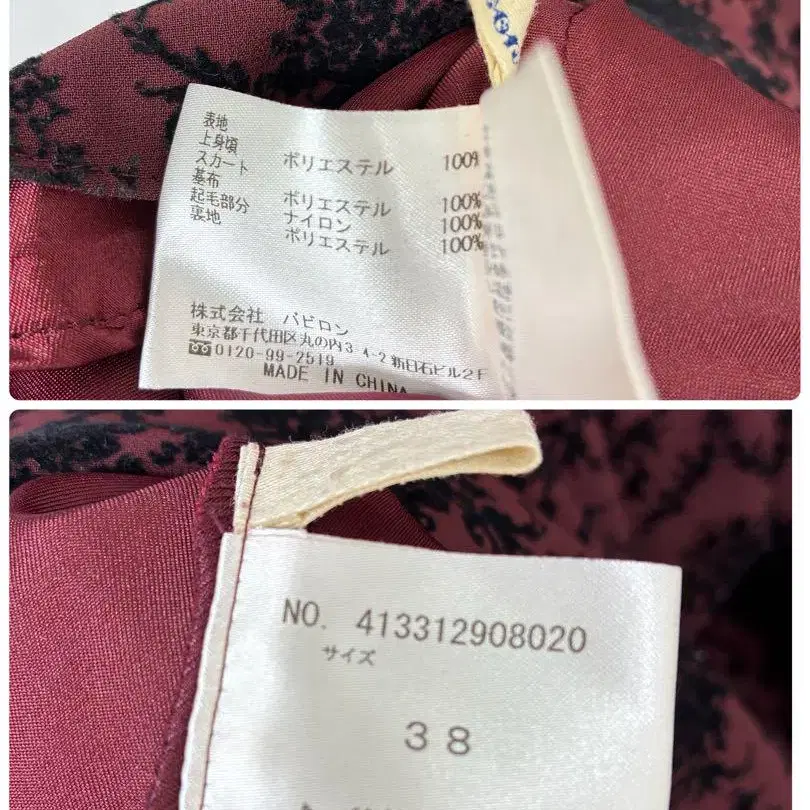 表地
上身頃
スカート ポリエステル 100%
基布
起毛部分 ポリエステル 100%
裏地 ナイロン 100%
ポリエステル 100%
株式会社 バビロン
東京都千代田区丸の内3-4-2新日石ビル2F
0120-99-2519
MADE IN CHINA
NO. 413312908020
サイズ
38